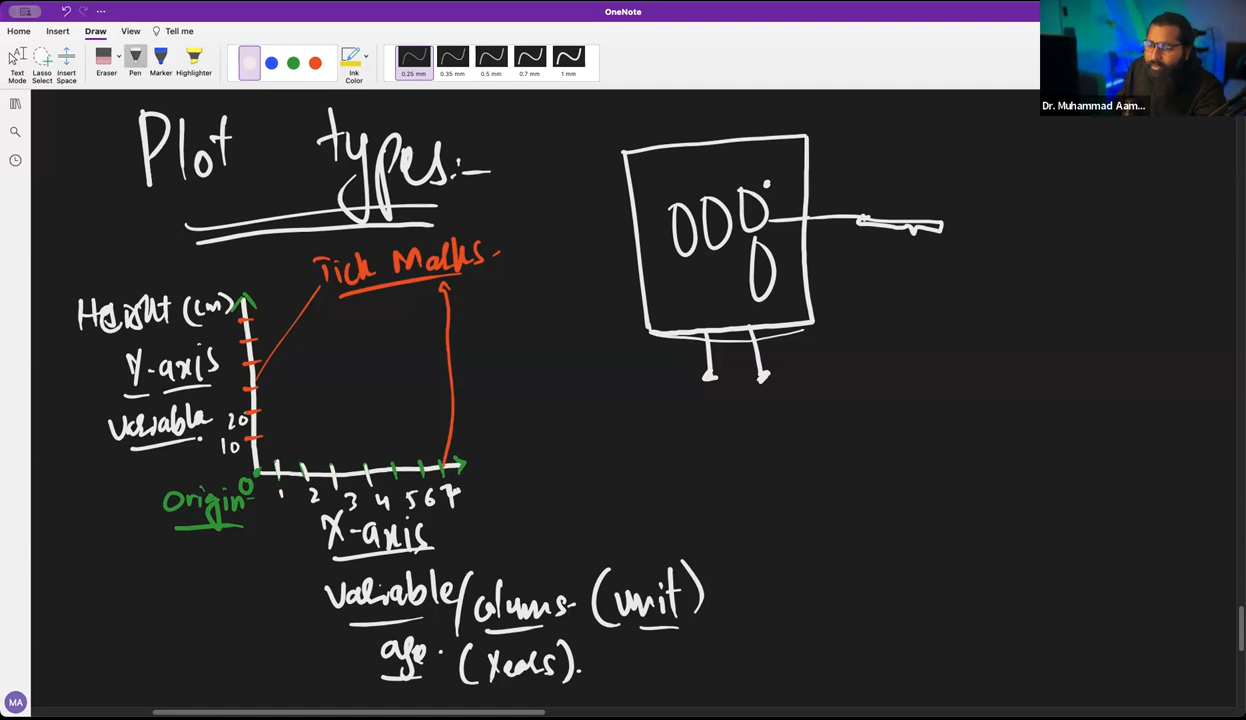 OneNote
Home Insert Draw View Tell me
Text Mode
Lasso Select
Insert Space
Eraser
Pen
Marker
Highlighter
Ink Color
0.25 mm
0.35 mm
0.5 mm
0.7 mm
1 mm
Dr. Muhammad Aam...
Plot types:-
Tick Marks-
Height (cm)
Y-axis
variable.
20
10
0
Origin
1 2 3 4 5 6 7
X-axis
variable/colums- (unit)
age. (Years).
000
0
MA